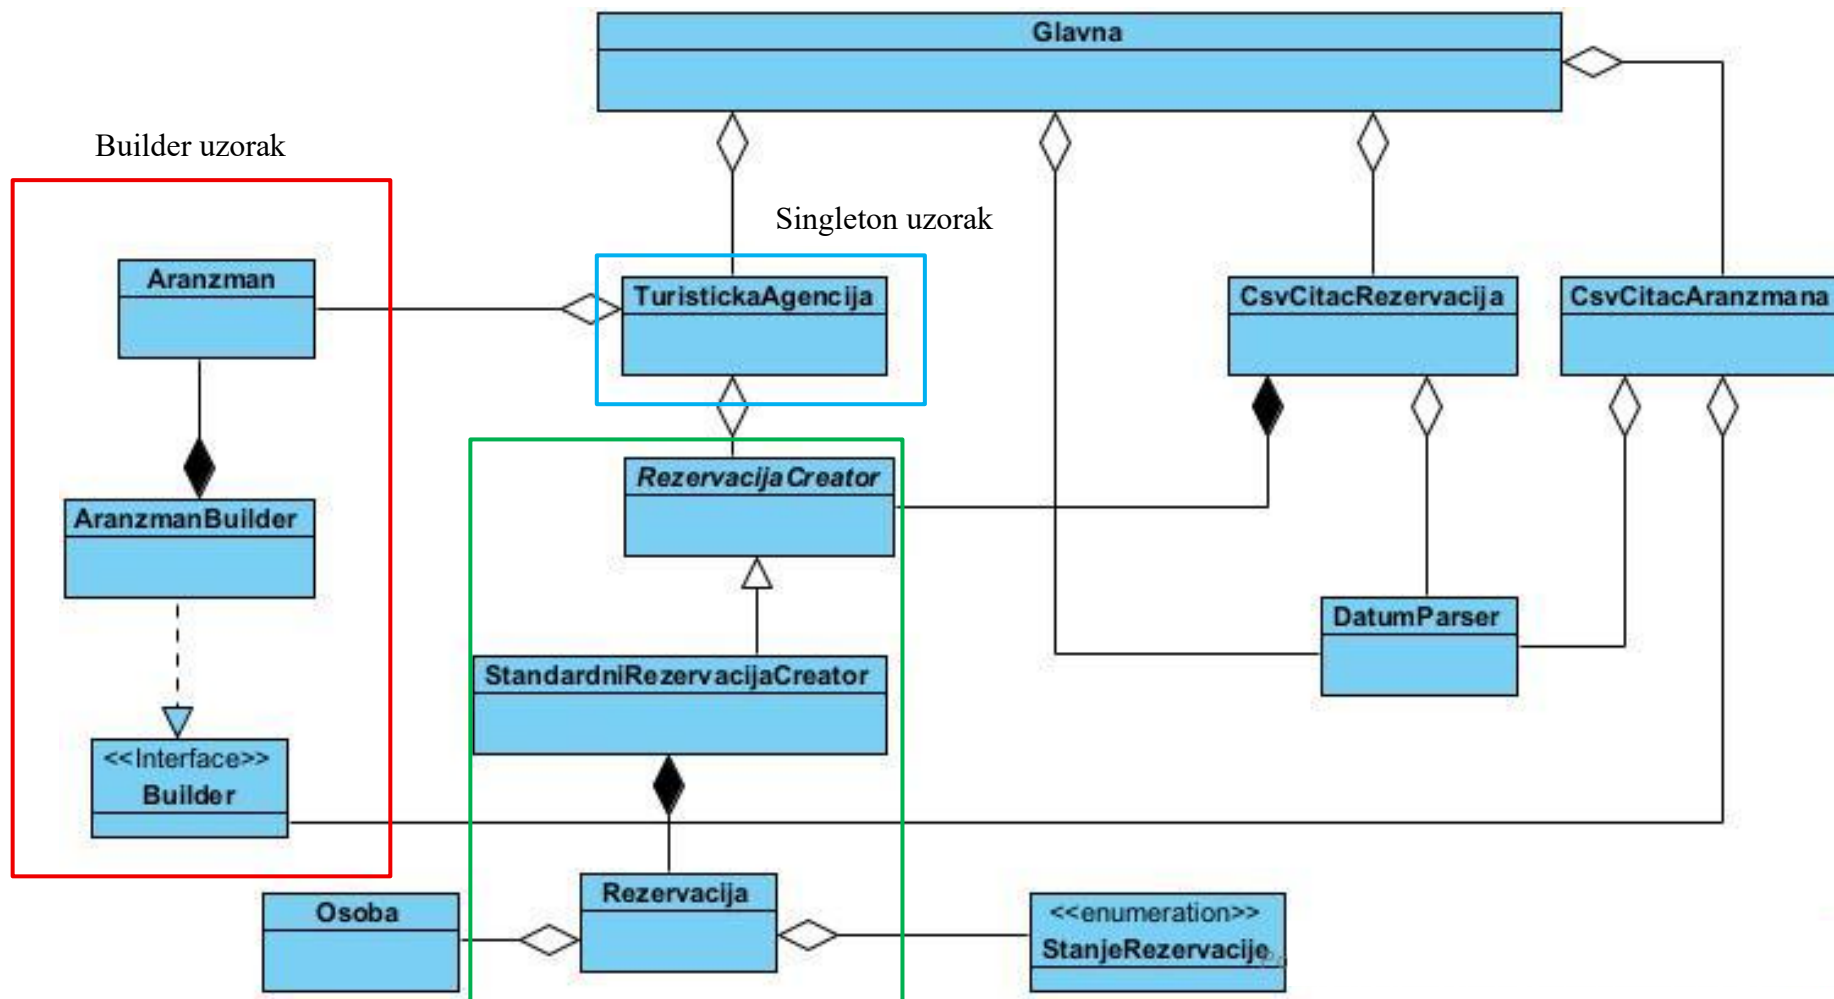 Glavna
Builder uzorak
Singleton uzorak
Aranzman
TuristickaAgencija
CsvCitacRezervacija
CsvCitacAranzmana
RezervacijaCreator
AranzmanBuilder
DatumParser
StandardniRezervacijaCreator
<<Interface>>
Builder
Rezervacija
Osoba
<<enumeration>>
StanjeRezervacije